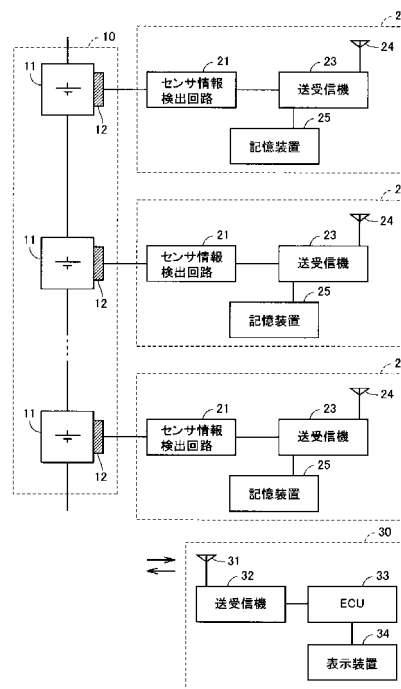 10
2
11
21
23
24
センサ情報
検出回路
送受信機
12
25
記憶装置
2
11
21
23
24
センサ情報
検出回路
送受信機
12
25
記憶装置
2
11
21
23
24
センサ情報
検出回路
送受信機
12
25
記憶装置
30
31
32
33
送受信機
ECU
34
表示装置